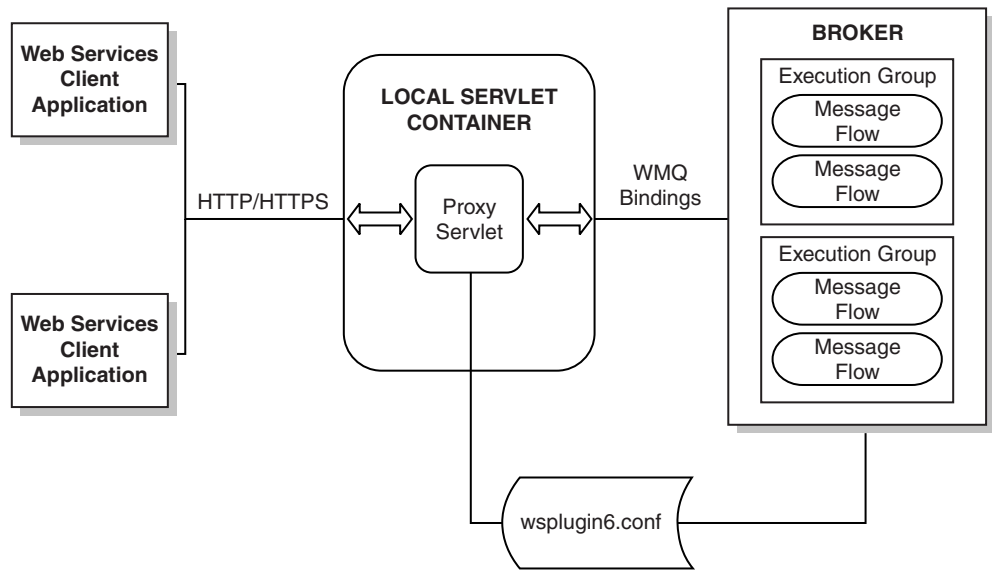 Web Services
Client
Application
HTTP/HTTPS
Web Services
Client
Application
LOCAL SERVLET
CONTAINER
Proxy
Servlet
WMQ
Bindings
BROKER
Execution Group
Message
Flow
Message
Flow
Execution Group
Message
Flow
Message
Flow
wsplugin6.conf